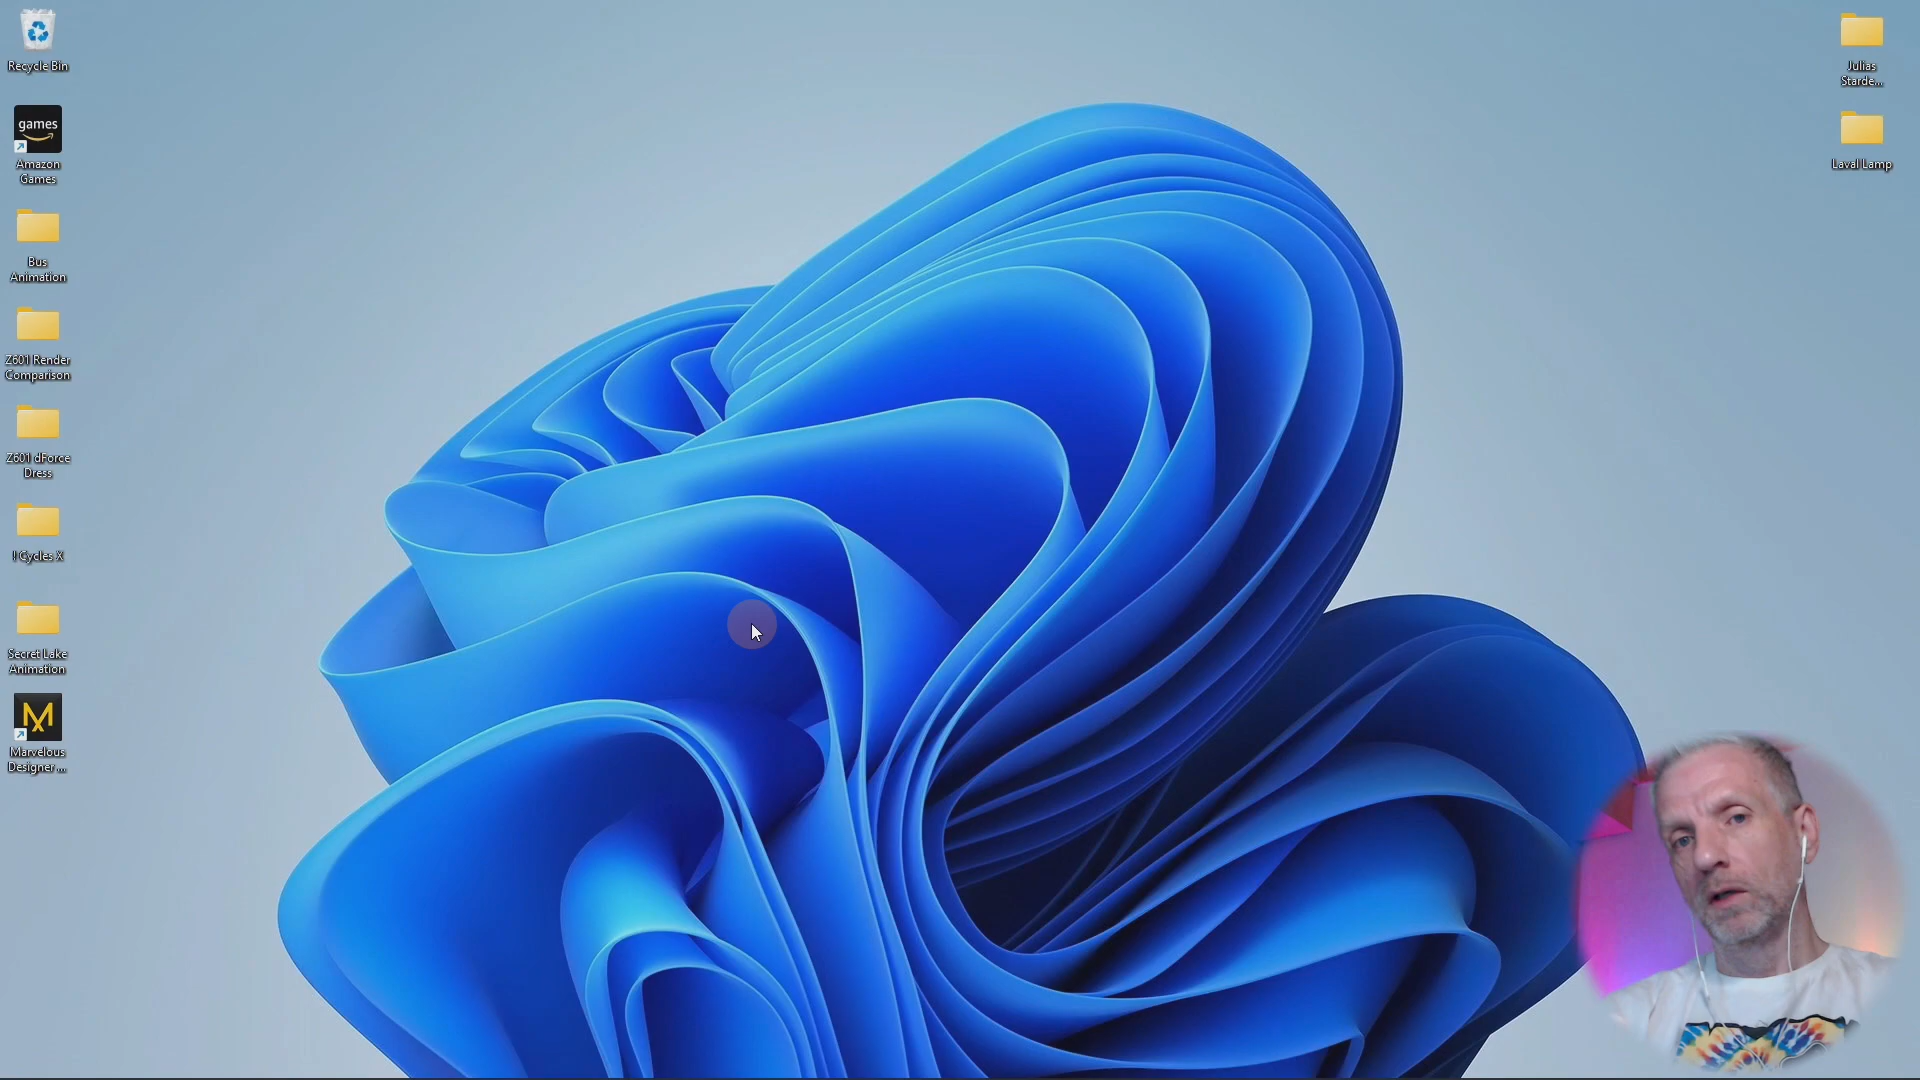 Recycle Bin
games
Amazon
Games
Bus
Animation
Z601 Render
Comparison
Z601 dForce
Dress
! Cycles X
Secret Lake
Animation
M
Marvelous
Designer ...
Julias
Starde...
Laval Lamp